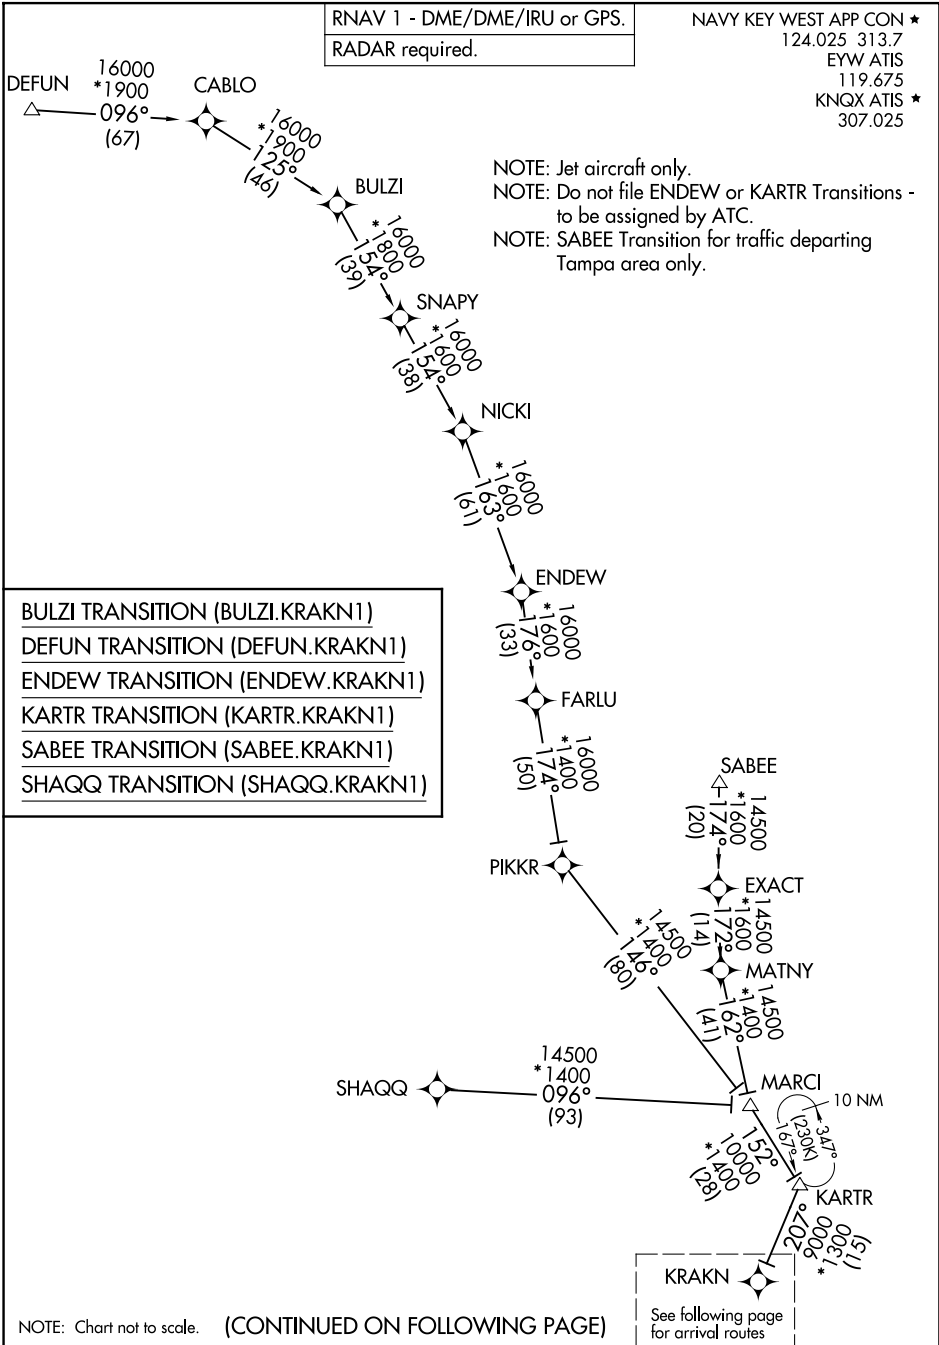 RNAV 1 - DME/DME/IRU or GPS.
RADAR required.
NAVY KEY WEST APP CON ★
124.025 313.7
EYW ATIS
119.675
KNQX ATIS ★
307.025
NOTE: Jet aircraft only.
NOTE: Do not file ENDEW or KARTR Transitions -
to be assigned by ATC.
NOTE: SABEE Transition for traffic departing
Tampa area only.
DEFUN
16000
*1900
096°
(67)
CABLO
16000
*1900
125°
(46)
BULZI
16000
*1800
154°
(39)
SNAPY
16000
*1600
154°
(38)
NICKI
16000
*1600
163°
(61)
ENDEW
16000
*1600
176°
(33)
FARLU
16000
*1400
174°
(50)
PIKKR
14500
*1400
146°
(80)
BULZI TRANSITION (BULZI.KRAKN1)
DEFUN TRANSITION (DEFUN.KRAKN1)
ENDEW TRANSITION (ENDEW.KRAKN1)
KARTR TRANSITION (KARTR.KRAKN1)
SABEE TRANSITION (SABEE.KRAKN1)
SHAQQ TRANSITION (SHAQQ.KRAKN1)
SABEE
14500
*1600
174°
(20)
EXACT
14500
*1600
172°
(14)
MATNY
14500
*1400
162°
(41)
SHAQQ
14500
*1400
096°
(93)
MARCI
10 NM
347°
(230K)
167°
152°
10000
*1400
(28)
KARTR
207°
9000
*1300
(15)
KRAKN
See following page
for arrival routes
NOTE: Chart not to scale.
(CONTINUED ON FOLLOWING PAGE)